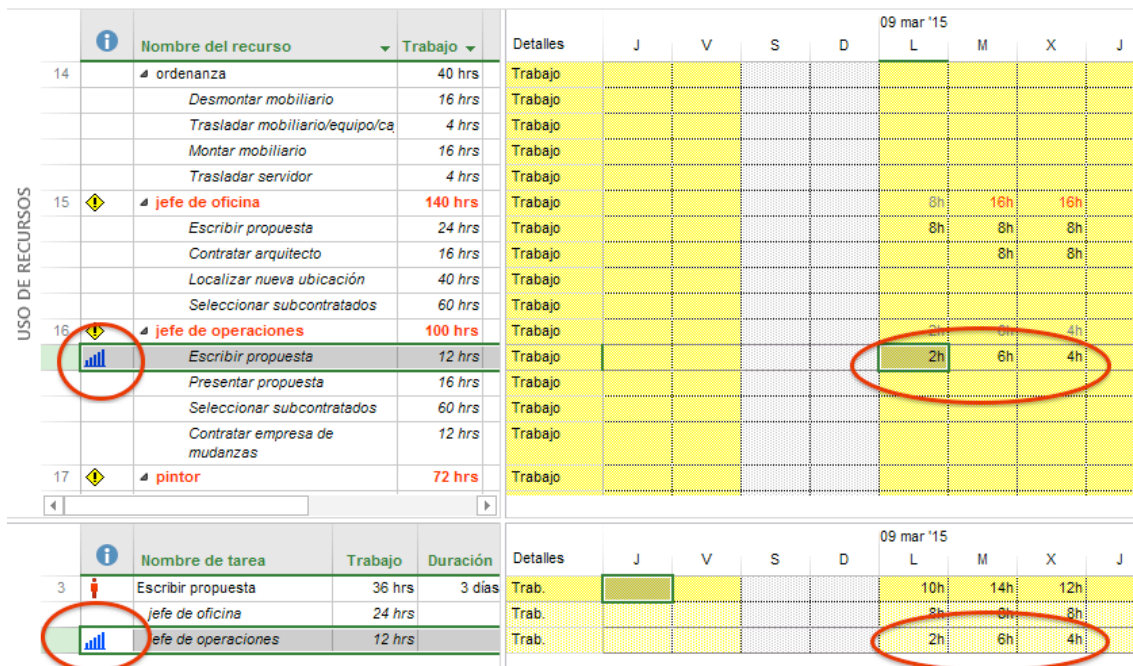 09 mar '15
Nombre del recurso Trabajo Detalles J V S D L M X J
14 ordenanza 40 hrs Trabajo
Desmontar mobiliario 16 hrs Trabajo
Trasladar mobiliario/equipo/ca 4 hrs Trabajo
Montar mobiliario 16 hrs Trabajo
Trasladar servidor 4 hrs Trabajo
USO DE RECURSOS
15 jefe de oficina 140 hrs Trabajo 8h 16h 16h
Escribir propuesta 24 hrs Trabajo 8h 8h 8h
Contratar arquitecto 16 hrs Trabajo 8h 8h
Localizar nueva ubicación 40 hrs Trabajo
Seleccionar subcontratados 60 hrs Trabajo
16 jefe de operaciones 100 hrs Trabajo 2h 6h 4h
Escribir propuesta 12 hrs Trabajo 2h 6h 4h
Presentar propuesta 16 hrs Trabajo
Seleccionar subcontratados 60 hrs Trabajo
Contratar empresa de 12 hrs Trabajo
mudanzas
17 pintor 72 hrs Trabajo
09 mar '15
Nombre de tarea Trabajo Duración Detalles J V S D L M X J
3 Escribir propuesta 36 hrs 3 días Trab. 10h 14h 12h
jefe de oficina 24 hrs Trab. 8h 8h 8h
jefe de operaciones 12 hrs Trab. 2h 6h 4h